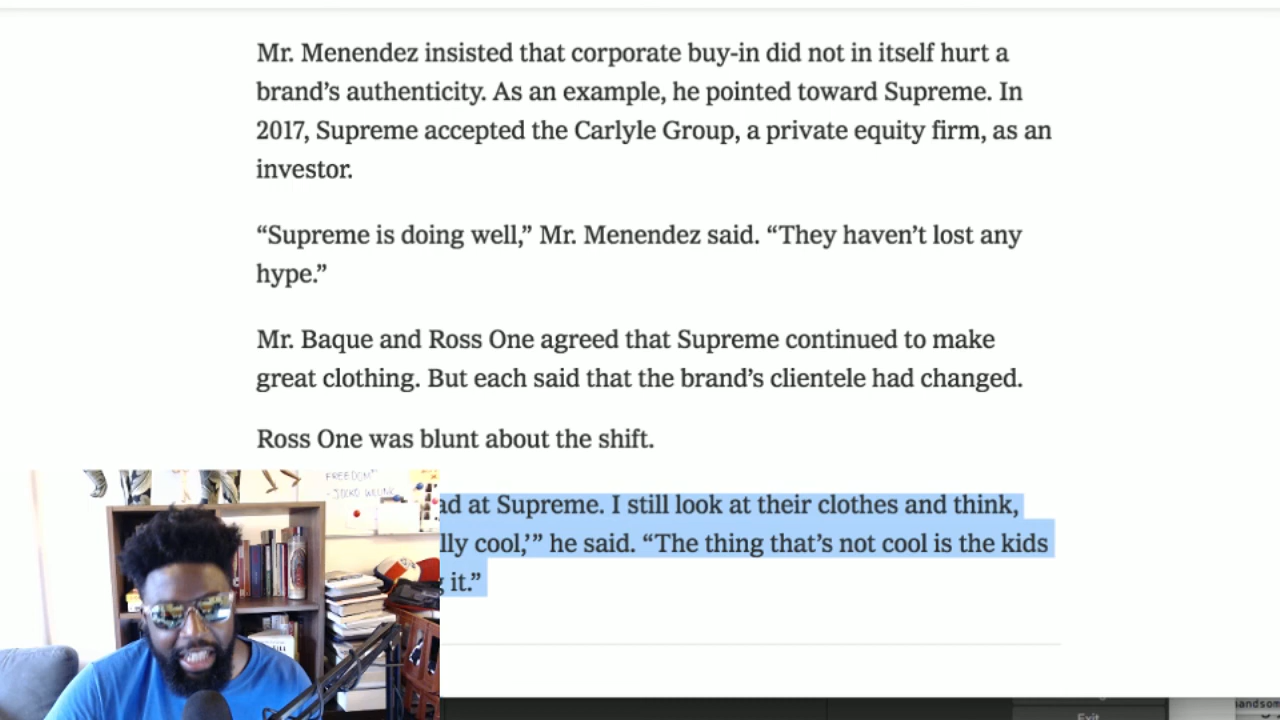 Mr. Menendez insisted that corporate buy-in did not in itself hurt a
brand’s authenticity. As an example, he pointed toward Supreme. In
2017, Supreme accepted the Carlyle Group, a private equity firm, as an
investor.
“Supreme is doing well,” Mr. Menendez said. “They haven’t lost any
hype.”
Mr. Baque and Ross One agreed that Supreme continued to make
great clothing. But each said that the brand’s clientele had changed.
Ross One was blunt about the shift.
FREEDOM"
ad at Supreme. I still look at their clothes and think,
lly cool,’” he said. “The thing that’s not cool is the kids
g it.”
Exit